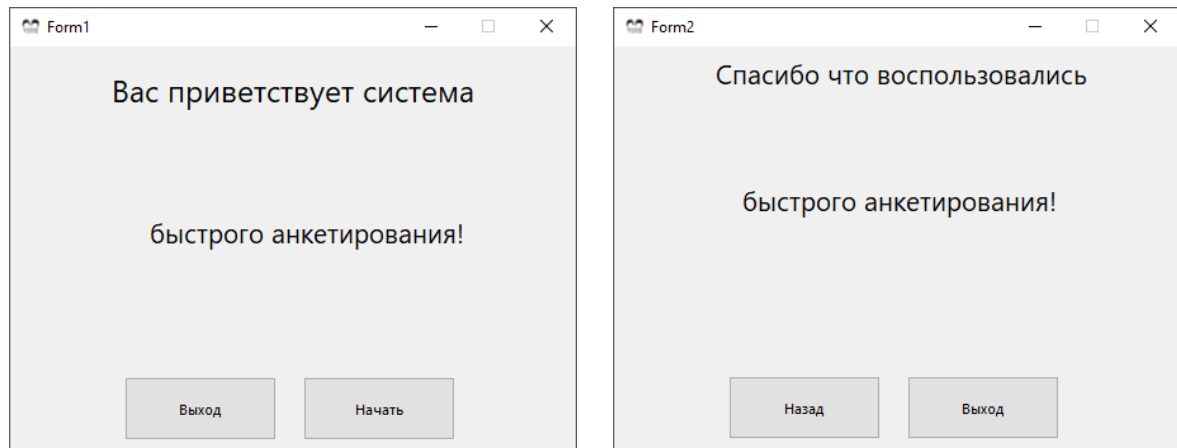 Form1
Вас приветствует система
быстрого анкетирования!
Выход
Начать
Form2
Спасибо что воспользовались
быстрого анкетирования!
Назад
Выход